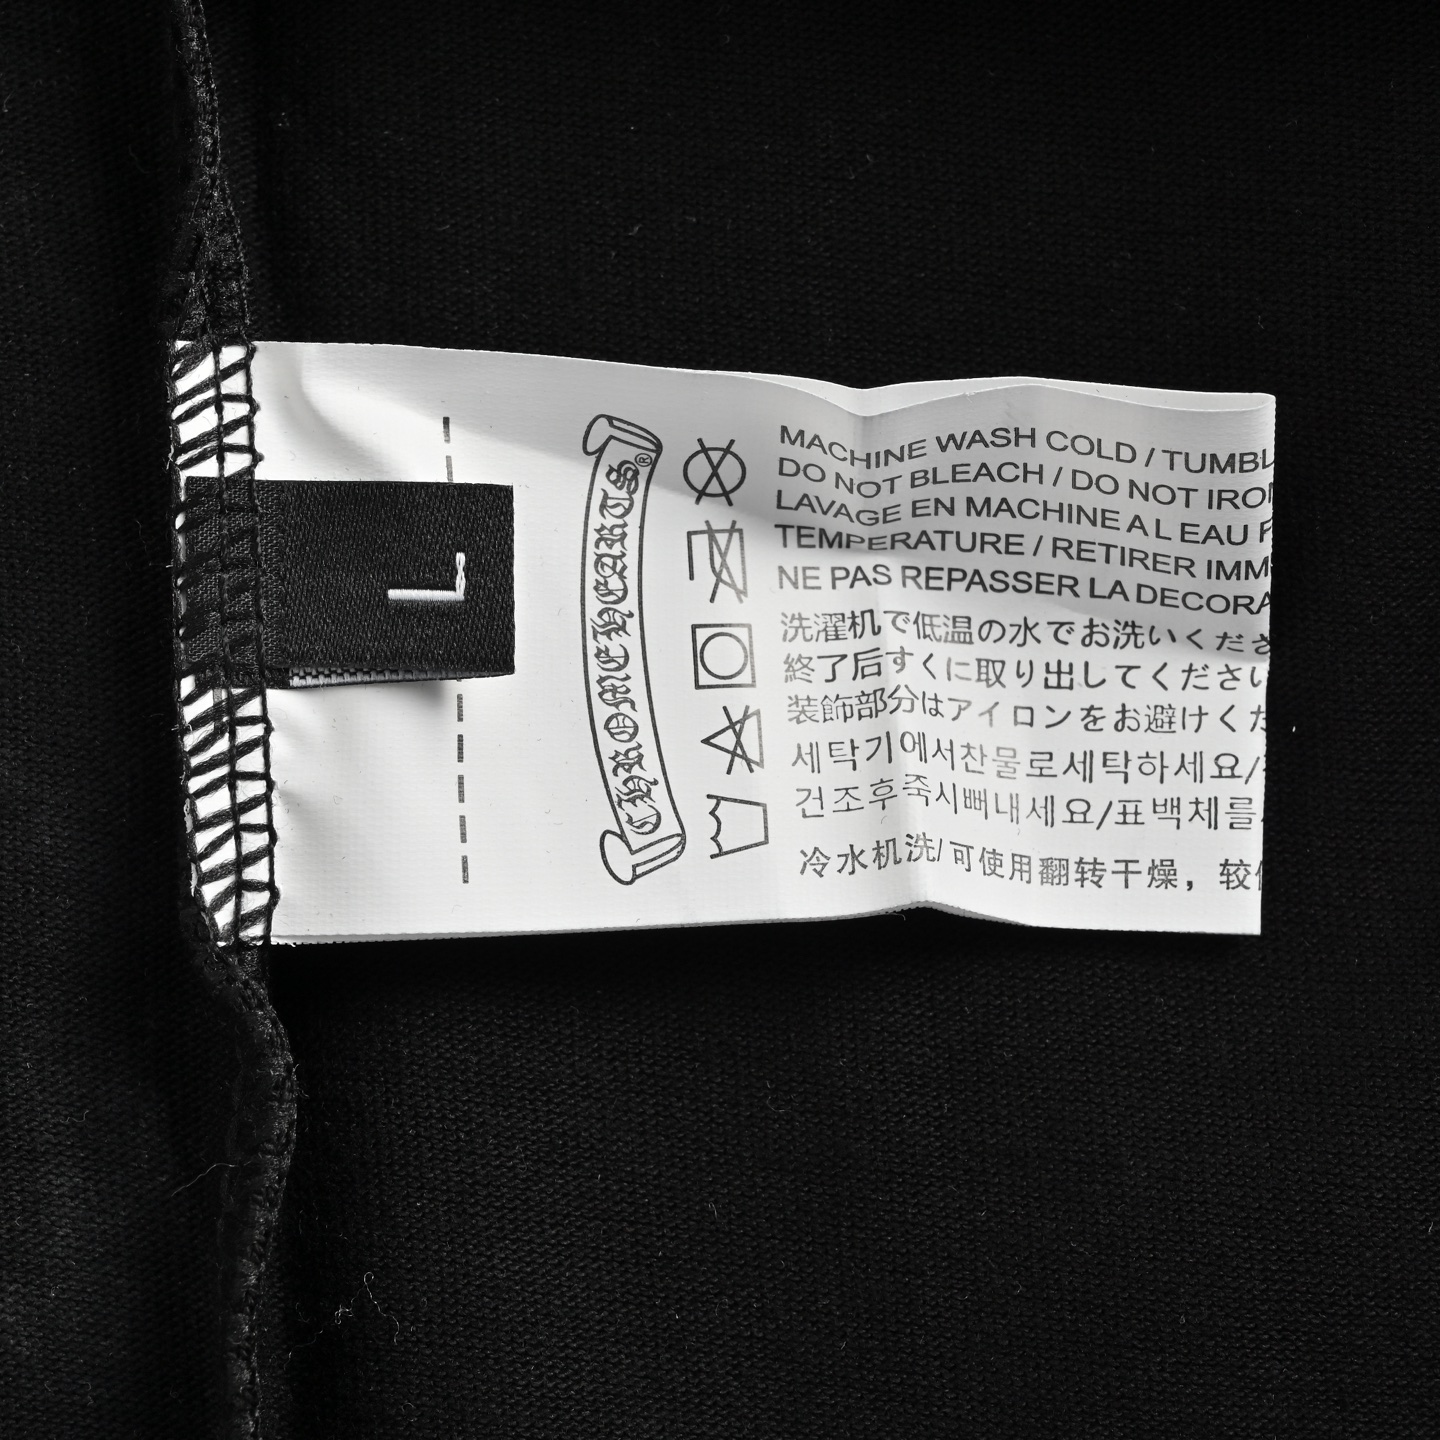 L
CHROME HEARTS®
MACHINE WASH COLD / TUMBL
DO NOT BLEACH / DO NOT IRON
LAVAGE EN MACHINE A L EAU F
TEMPERATURE / RETIRER IMM
NE PAS REPASSER LA DECORA
洗濯机で低温の水でお洗いくださ
終了后すくに取り出してください
装飾部分はアイロンをお避けくだ
세탁기에서찬물로세탁하세요/
건조후죽시빼내세요/표백체를
冷水机洗/可使用翻转干燥，较低